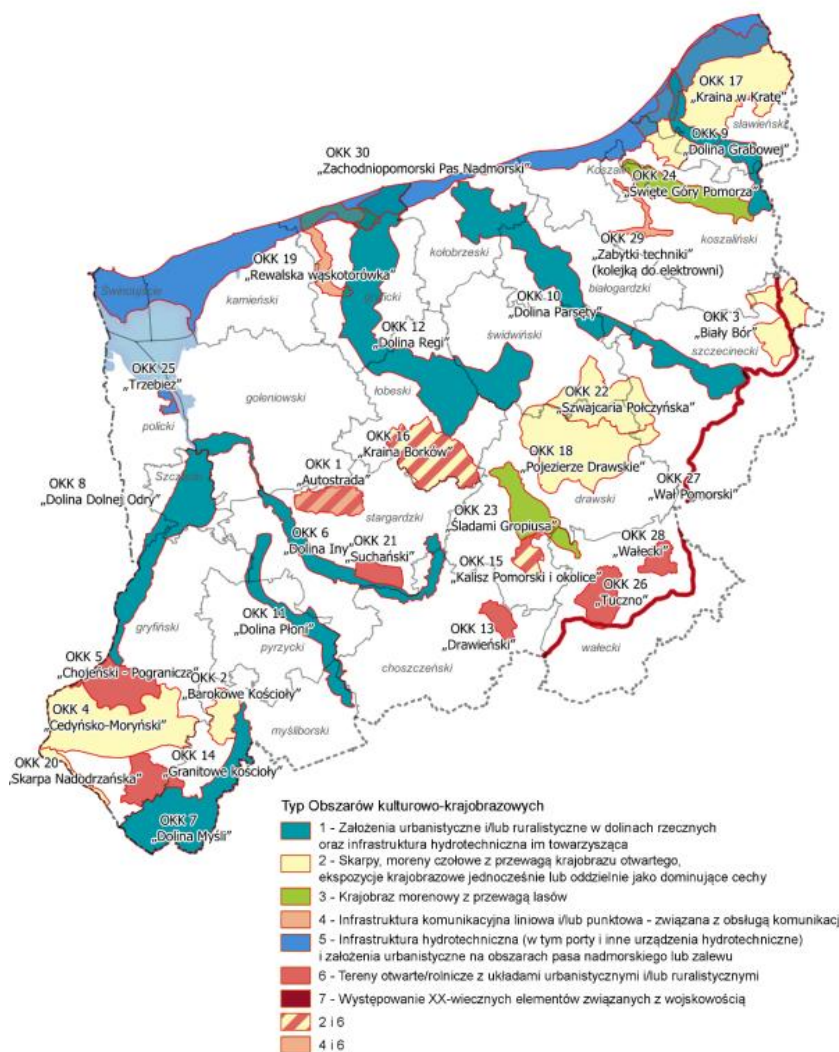 OKK 17
„Kraina w Kratę”
sławieński
OKK 9
„Dolina Grabowej”
OKK 30
„Zachodniopomorski Pas Nadmorski”
Koszalin
OKK 24
„Święte Góry Pomorza”
koszaliński
OKK 29
„Zabytki techniki”
(kolejką do elektrowni)
białogardzki
OKK 19
„Rewalska wąskotorówka”
kołobrzeski
Świnoujście
kamieński
gryficki
OKK 10
„Dolina Parsęty”
OKK 3
„Biały Bór”
szczecinecki
OKK 12
„Dolina Regi”
świdwiński
OKK 25
„Trzebież”
policki
goleniowski
łobeski
OKK 22
„Szwajcaria Połczyńska”
OKK 16
„Kraina Borków”
OKK 18
„Pojezierze Drawskie”
OKK 8
„Dolina Dolnej Odry”
OKK 1
„Autostrada”
stargardzki
drawski
OKK 27
„Wał Pomorski”
OKK 23
„Śladami Gropiusa”
OKK 6
„Dolina Iny”
OKK 21
„Suchański”
OKK 28
„Wałecki”
OKK 15
„Kalisz Pomorski i okolice”
OKK 26
„Tuczno”
OKK 11
„Dolina Płoni”
gryfiński
pyrzycki
OKK 13
„Drawieński”
wałecki
choszczeński
OKK 5
„Chojeński - Pogranicza”
OKK 2
„Barokowe Kościoły”
OKK 4
„Cedyńsko-Moryński”
myśliborski
OKK 20
„Skarpa Nadodrzańska”
OKK 14
„Granitowe kościoły”
OKK 7
„Dolina Myśli”
Typ Obszarów kulturowo-krajobrazowych
1 - Założenia urbanistyczne i/lub ruralistyczne w dolinach rzecznych
oraz infrastruktura hydrotechniczna im towarzysząca
2 - Skarpy, moreny czołowe z przewagą krajobrazu otwartego,
ekspozycje krajobrazowe jednocześnie lub oddzielnie jako dominujące cechy
3 - Krajobraz morenowy z przewagą lasów
4 - Infrastruktura komunikacyjna liniowa i/lub punktowa - związana z obsługą komunikacj
5 - Infrastruktura hydrotechniczna (w tym porty i inne urządzenia hydrotechniczne)
i założenia urbanistyczne na obszarach pasa nadmorskiego lub zalewu
6 - Tereny otwarte/rolnicze z układami urbanistycznymi i/lub ruralistycznymi
7 - Występowanie XX-wiecznych elementów związanych z wojskowością
2 i 6
4 i 6